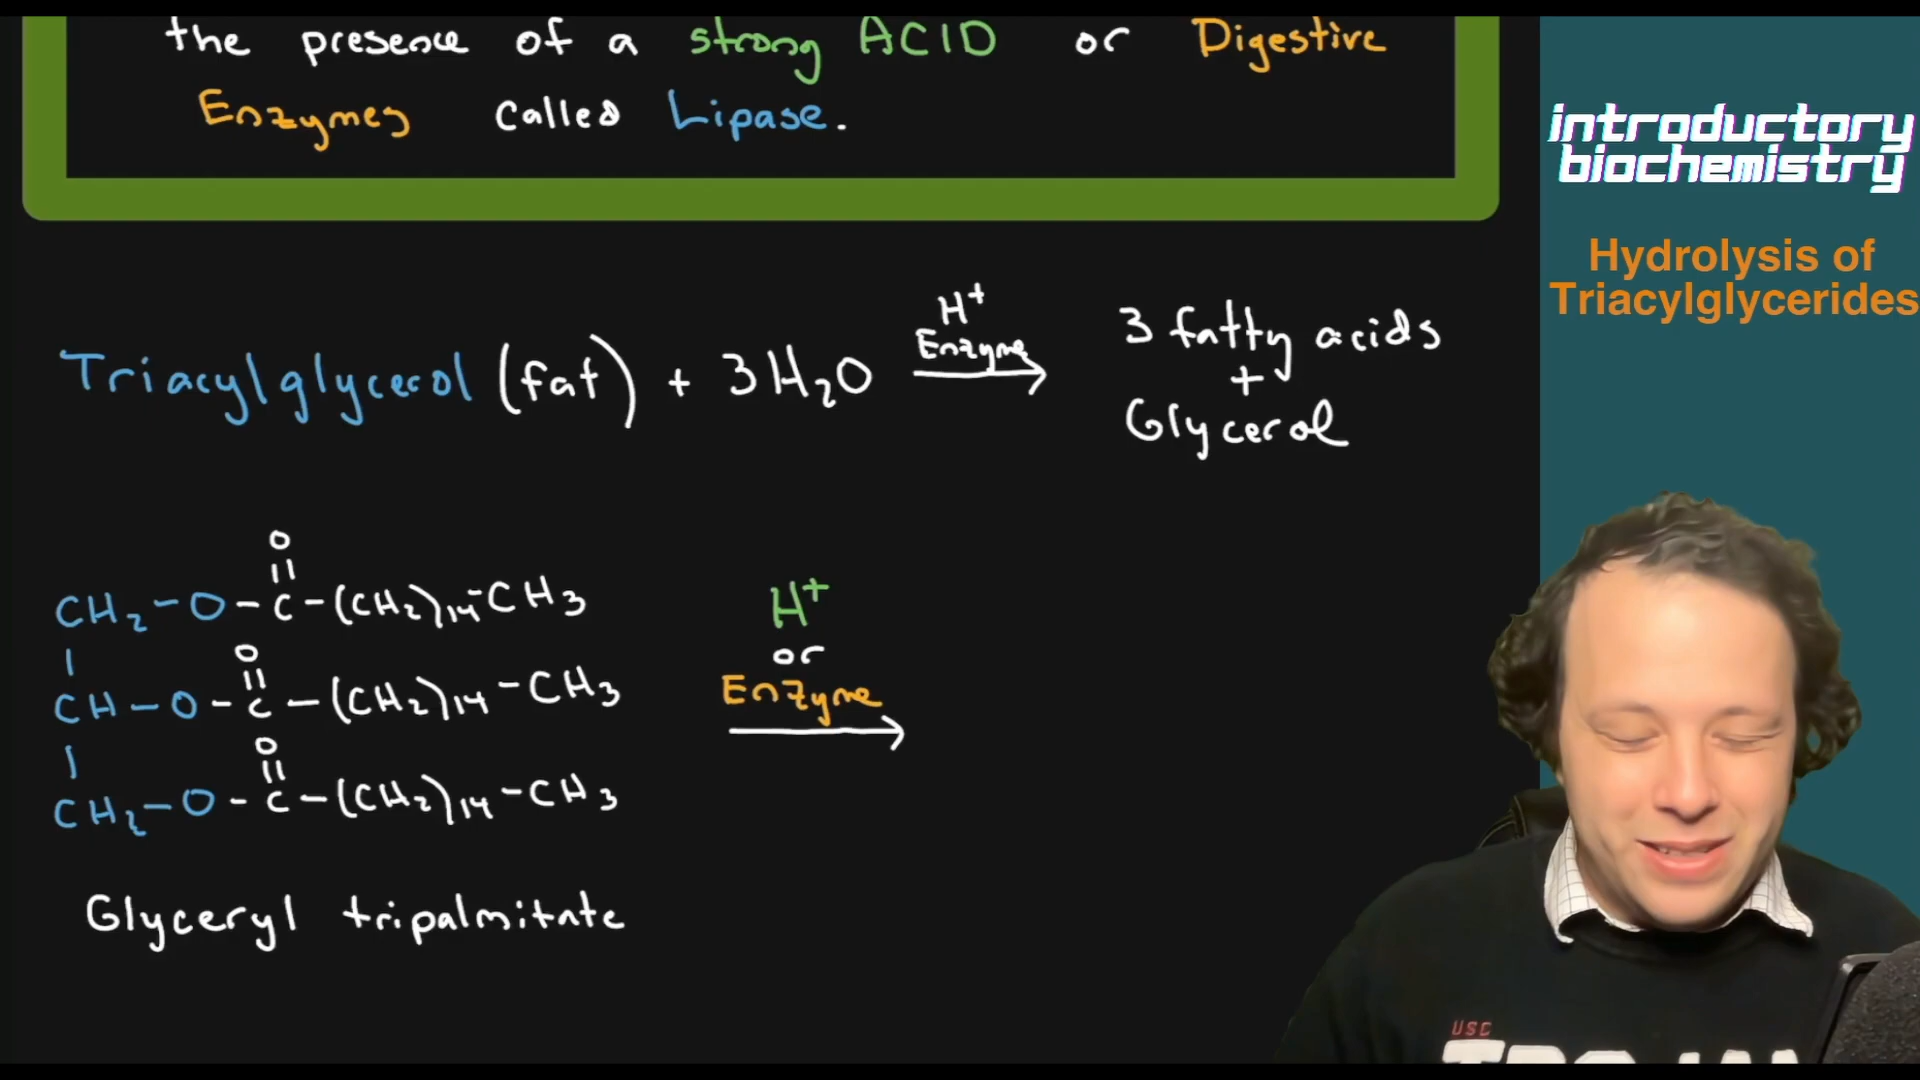 the presence of a strong ACID or Digestive
Enzymes called Lipase.
introductory
biochemistry
Hydrolysis of
Triacylglycerides
H+
Enzyme
Triacylglycerol (fat) + 3H₂O
3 fatty acids
+
Glycerol
O
CH₂-O-C-(CH₂)₁₄-CH₃
O
CH-O-C-(CH₂)₁₄-CH₃
O
CH₂-O-C-(CH₂)₁₄-CH₃
H+
or
Enzyme
Glyceryl tripalmitate
USC